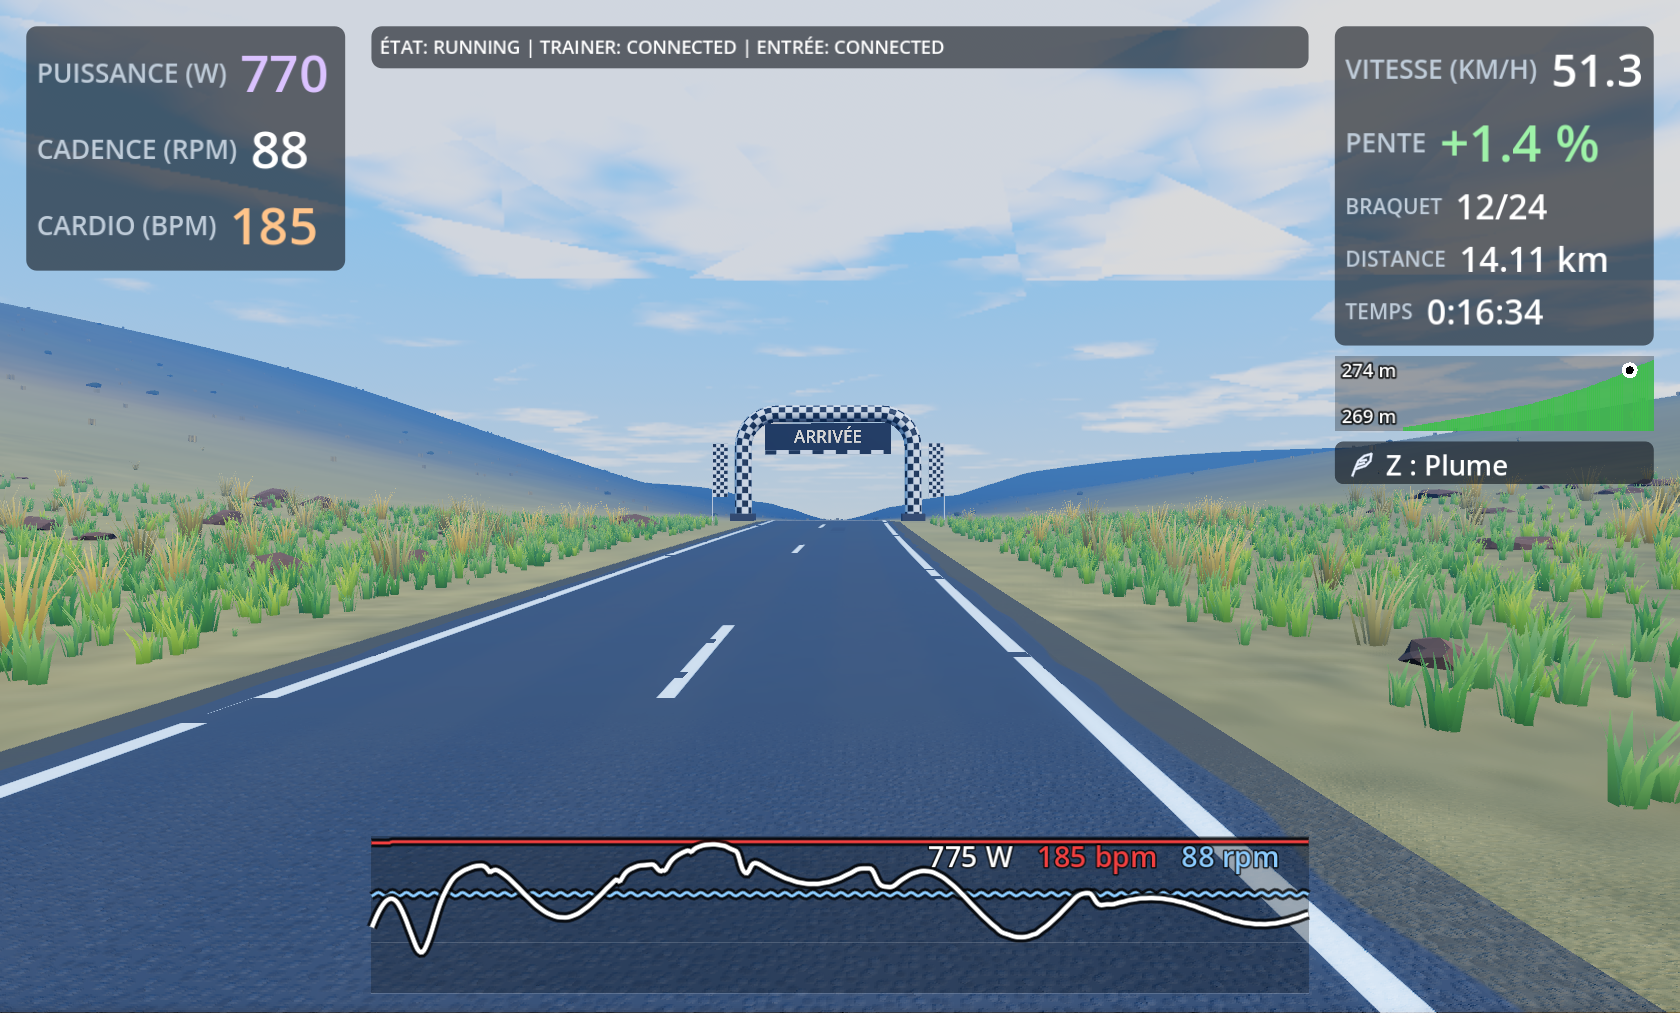 PUISSANCE (W) 770
CADENCE (RPM) 88
CARDIO (BPM) 185
ÉTAT: RUNNING | TRAINER: CONNECTED | ENTRÉE: CONNECTED
VITESSE (KM/H) 51.3
PENTE +1.4 %
BRAQUET 12/24
DISTANCE 14.11 km
TEMPS 0:16:34
274 m
269 m
Z : Plume
ARRIVÉE
775 W 185 bpm 88 rpm